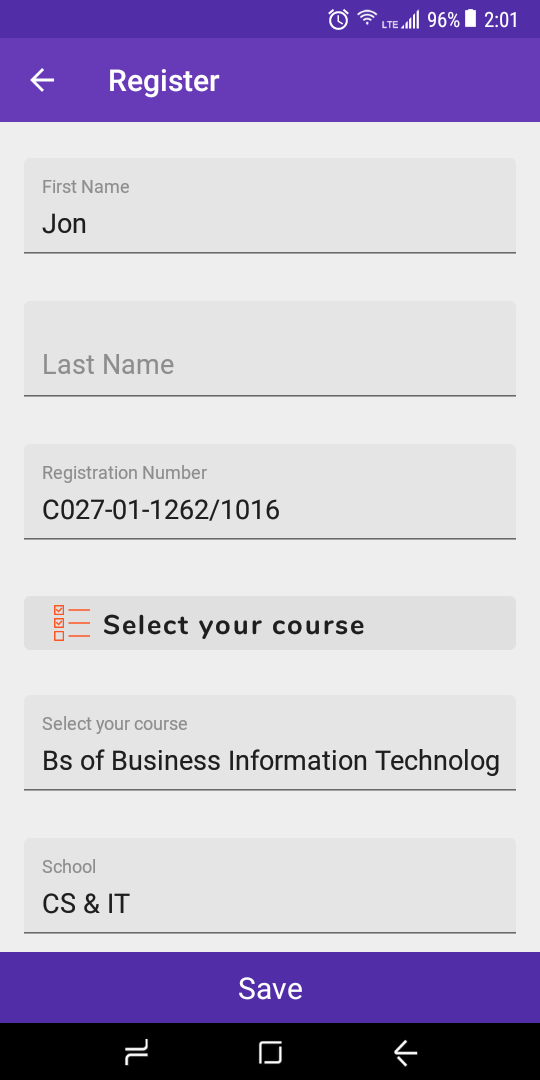 LTE 96% 2:01
Register
First Name
Jon
Last Name
Registration Number
C027-01-1262/1016
Select your course
Select your course
Bs of Business Information Technolog
School
CS & IT
Save